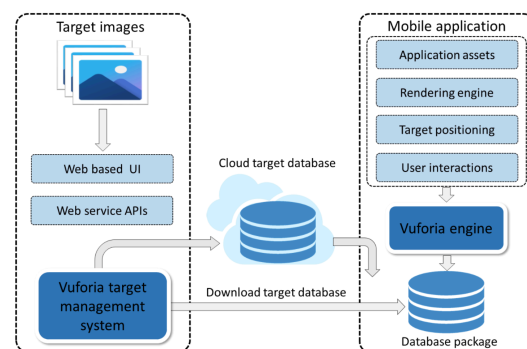 Target images
Web based UI
Web service APIs
Vuforia target
management
system
Cloud target database
Download target database
Mobile application
Application assets
Rendering engine
Target positioning
User interactions
Vuforia engine
Database package